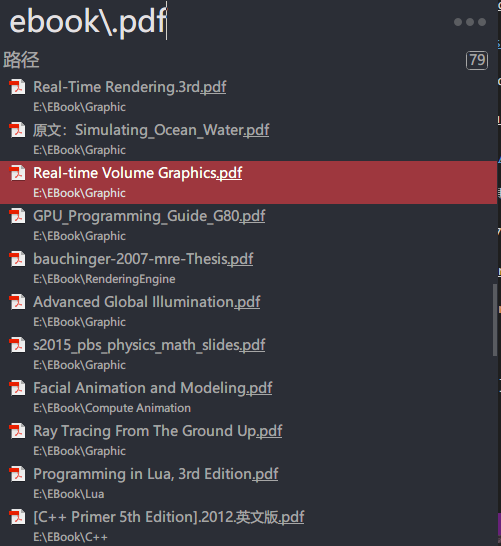 ebook\.pdf
路径
79
Real-Time Rendering.3rd.pdf
E:\EBook\Graphic
原文：Simulating_Ocean_Water.pdf
E:\EBook\Graphic
Real-time Volume Graphics.pdf
E:\EBook\Graphic
GPU_Programming_Guide_G80.pdf
E:\EBook\Graphic
bauchinger-2007-mre-Thesis.pdf
E:\EBook\RenderingEngine
Advanced Global Illumination.pdf
E:\EBook\Graphic
s2015_pbs_physics_math_slides.pdf
E:\EBook\Graphic
Facial Animation and Modeling.pdf
E:\EBook\Compute Animation
Ray Tracing From The Ground Up.pdf
E:\EBook\Graphic
Programming in Lua, 3rd Edition.pdf
E:\EBook\Lua
[C++ Primer 5th Edition].2012.英文版.pdf
E:\EBook\C++